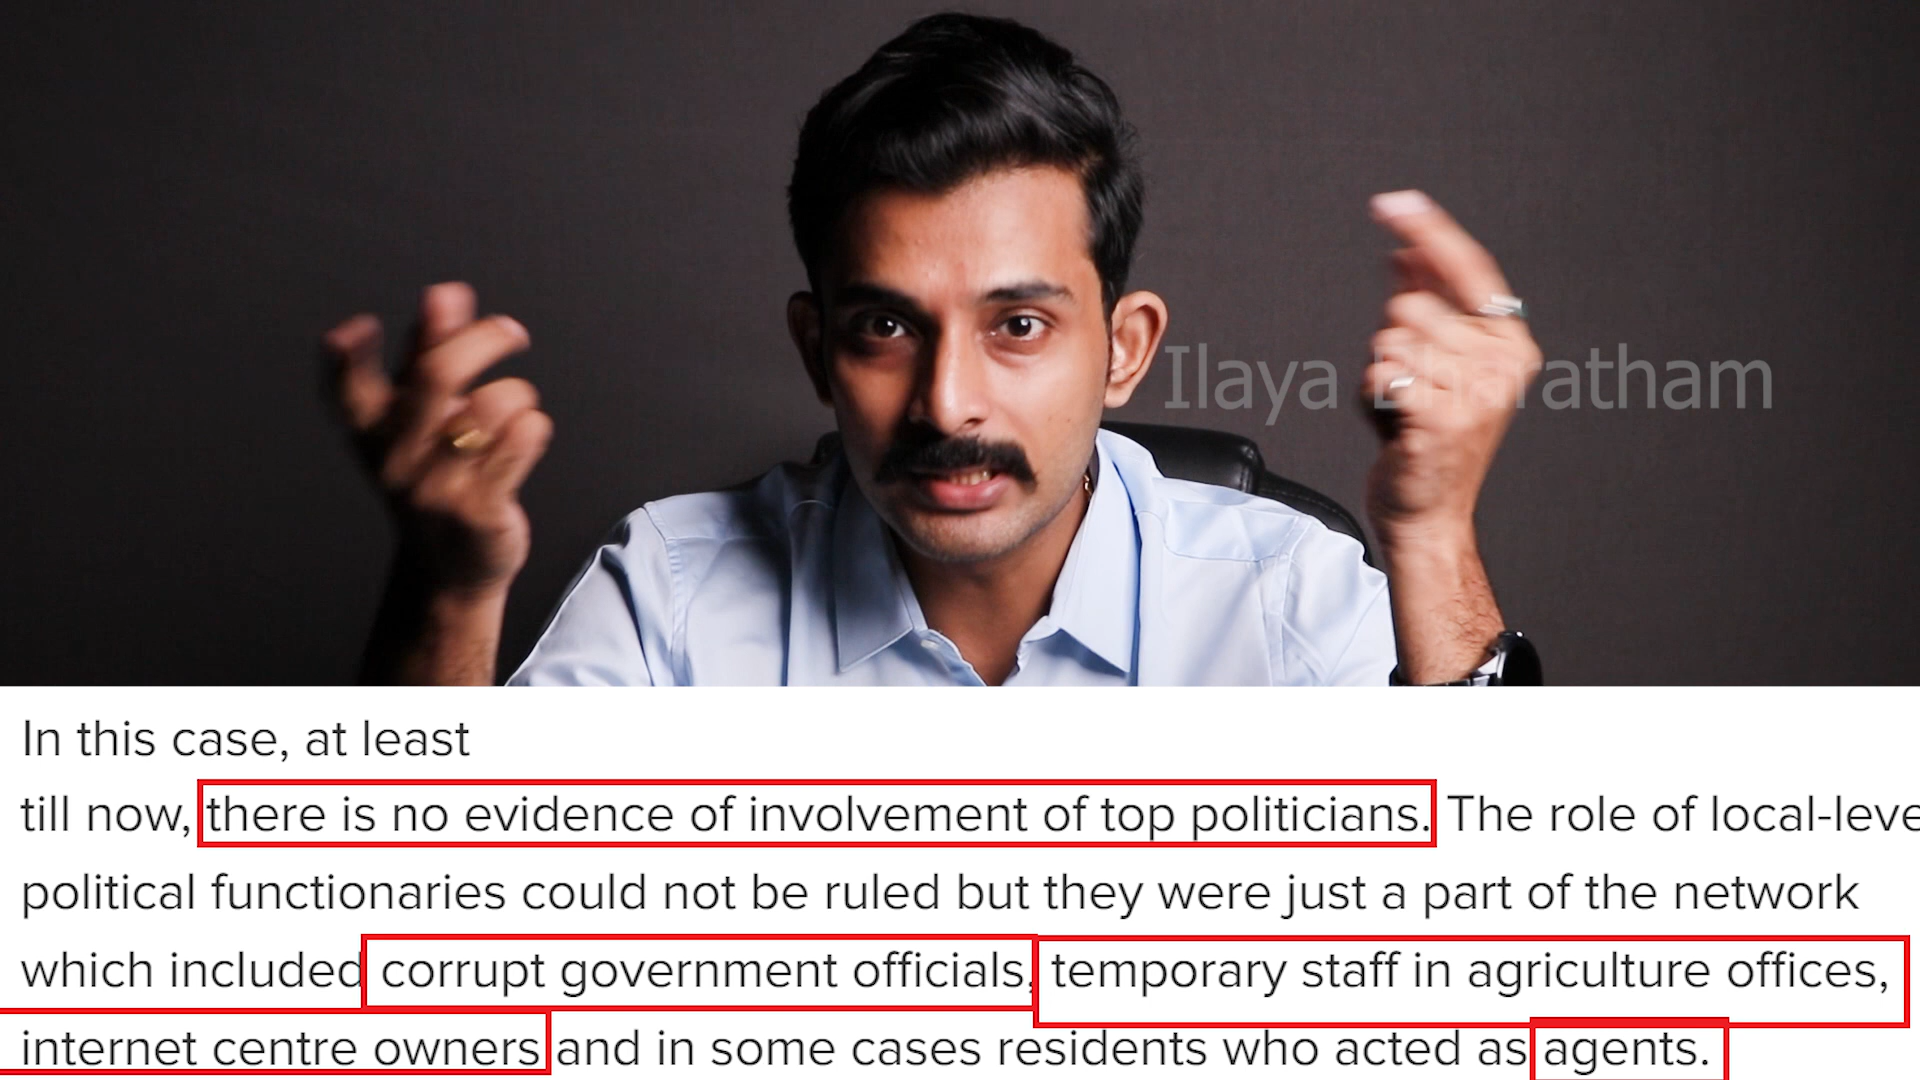 Ilaya Bharatham
In this case, at least
till now, there is no evidence of involvement of top politicians. The role of local-leve
political functionaries could not be ruled but they were just a part of the network
which included corrupt government officials, temporary staff in agriculture offices,
internet centre owners and in some cases residents who acted as agents.